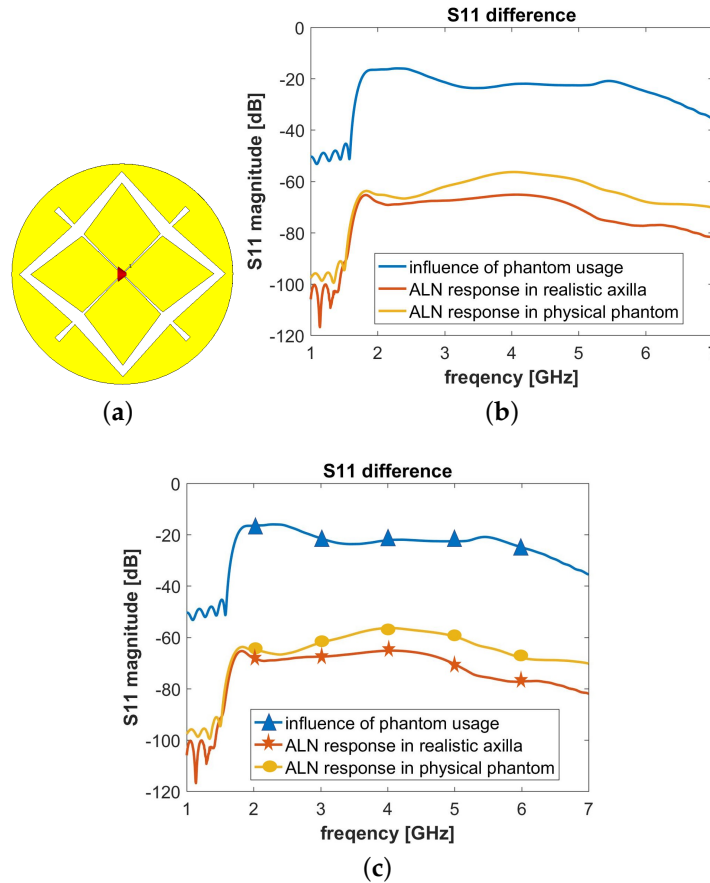 S11 difference
0
-20
-40
-60
-80
-100
-120
S11 magnitude [dB]
influence of phantom usage
ALN response in realistic axilla
ALN response in physical phantom
1 2 3 4 5 6 7
freqency [GHz]
(a) (b)
S11 difference
0
-20
-40
-60
-80
-100
-120
S11 magnitude [dB]
influence of phantom usage
ALN response in realistic axilla
ALN response in physical phantom
1 2 3 4 5 6 7
freqency [GHz]
(c)